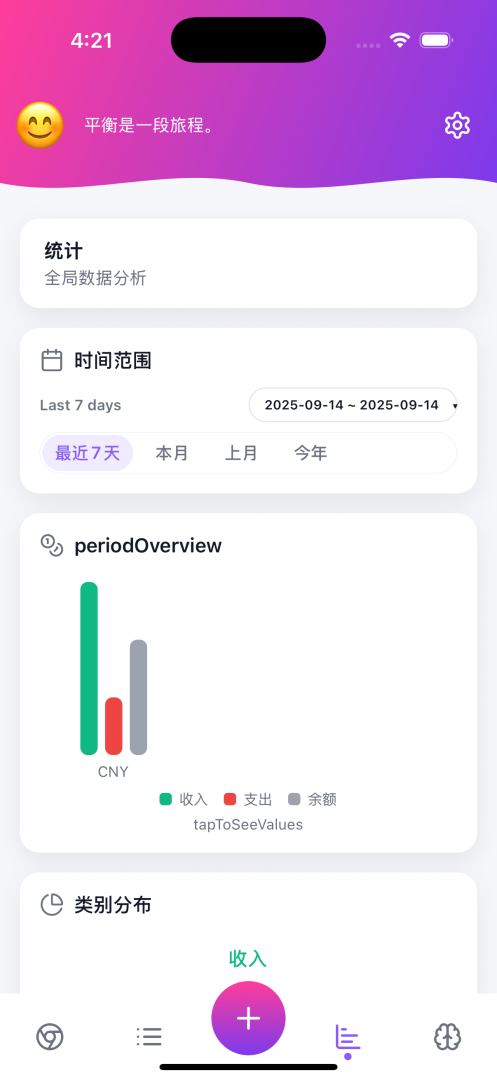 4:21
平衡是一段旅程。
统计
全局数据分析
时间范围
Last 7 days
2025-09-14 ~ 2025-09-14
最近7天 本月 上月 今年
periodOverview
CNY
收入 支出 余额
tapToSeeValues
类别分布
收入